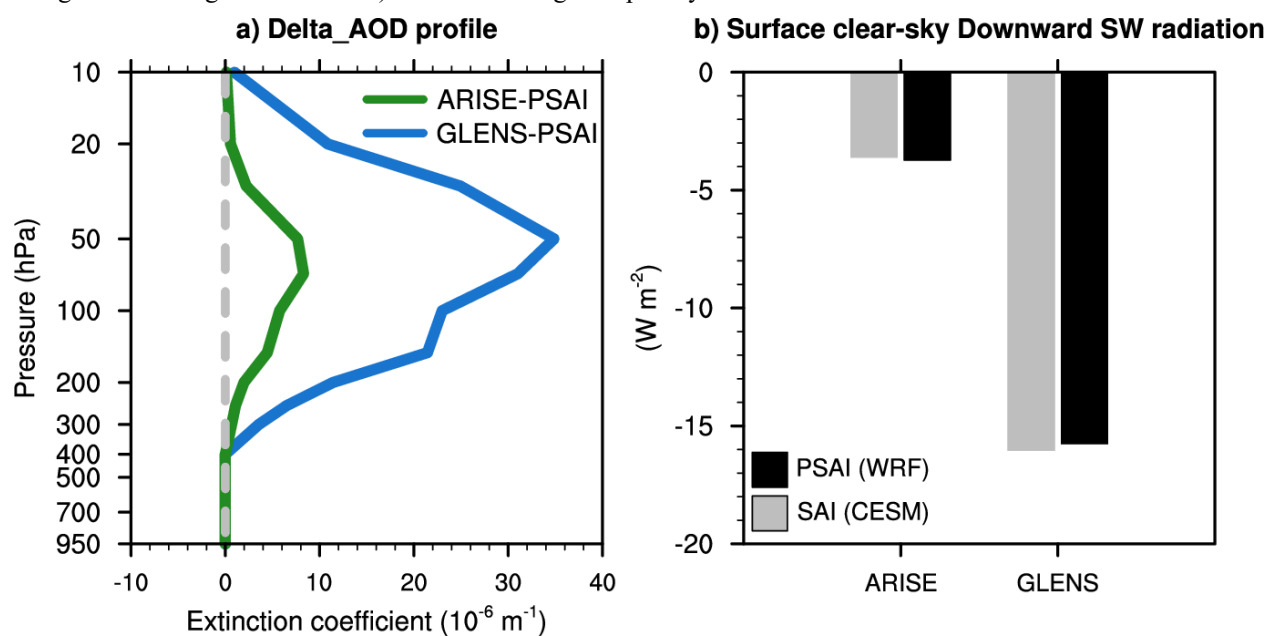 a) Delta_AOD profile
10
20
50
100
200
300
400
500
700
950
Pressure (hPa)
ARISE-PSAI
GLENS-PSAI
-10 0 10 20 30 40
Extinction coefficient (10⁻⁶ m⁻¹)
b) Surface clear-sky Downward SW radiation
0
-5
-10
-15
-20
(W m⁻²)
PSAI (WRF)
SAI (CESM)
ARISE GLENS